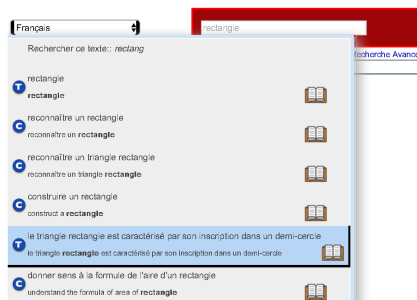 Français
rectangle
Rechercher ce texte:: rectang
Recherche Avanc
T rectangle
rectangle
C reconnaître un rectangle
reconnaître un rectangle
C reconnaître un triangle rectangle
reconnaître un triangle rectangle
C construire un rectangle
construct a rectangle
T le triangle rectangle est caractérisé par son inscription dans un demi-cercle
le triangle rectangle est caractérisé par son inscription dans un demi-cercle
C donner sens à la formule de l'aire d'un rectangle
understand the formula of area of rectangle